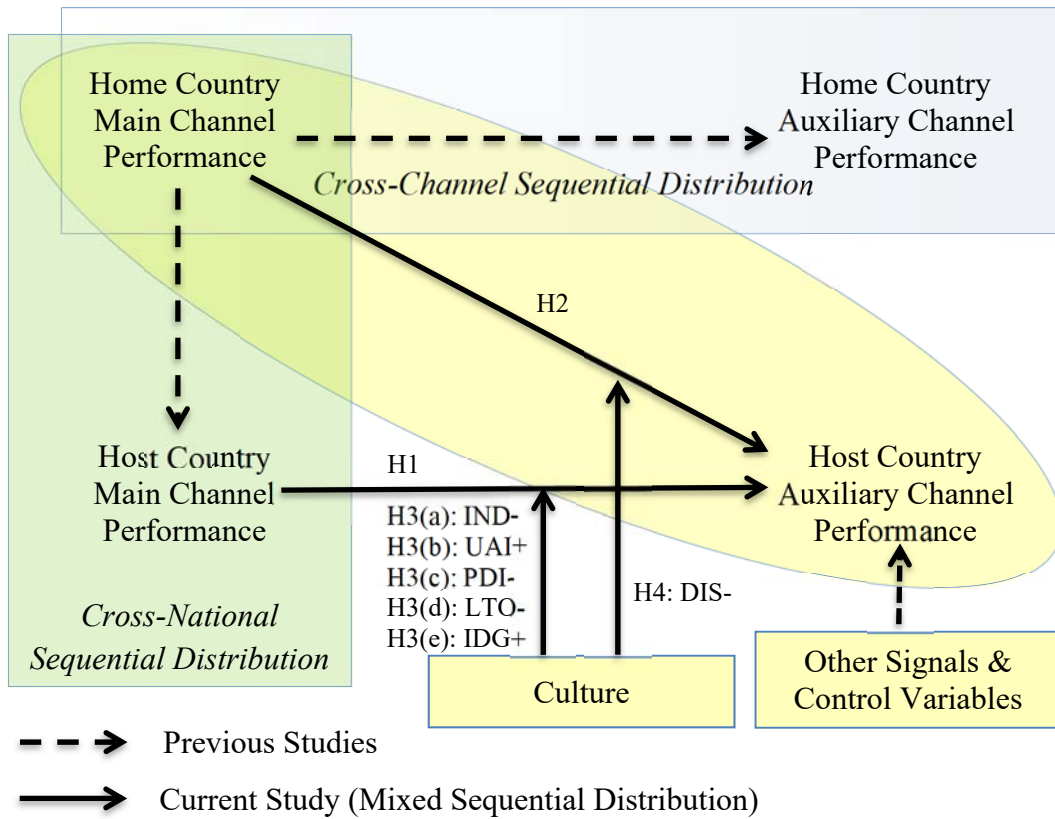 Home Country
Main Channel
Performance
Home Country
Auxiliary Channel
Performance
Cross-Channel Sequential Distribution
H2
Host Country
Main Channel
Performance
H1
Host Country
Auxiliary Channel
Performance
H3(a): IND-
H3(b): UAI+
H3(c): PDI-
H3(d): LTO-
H3(e): IDG+
H4: DIS-
Cross-National
Sequential Distribution
Culture
Other Signals &
Control Variables
Previous Studies
Current Study (Mixed Sequential Distribution)